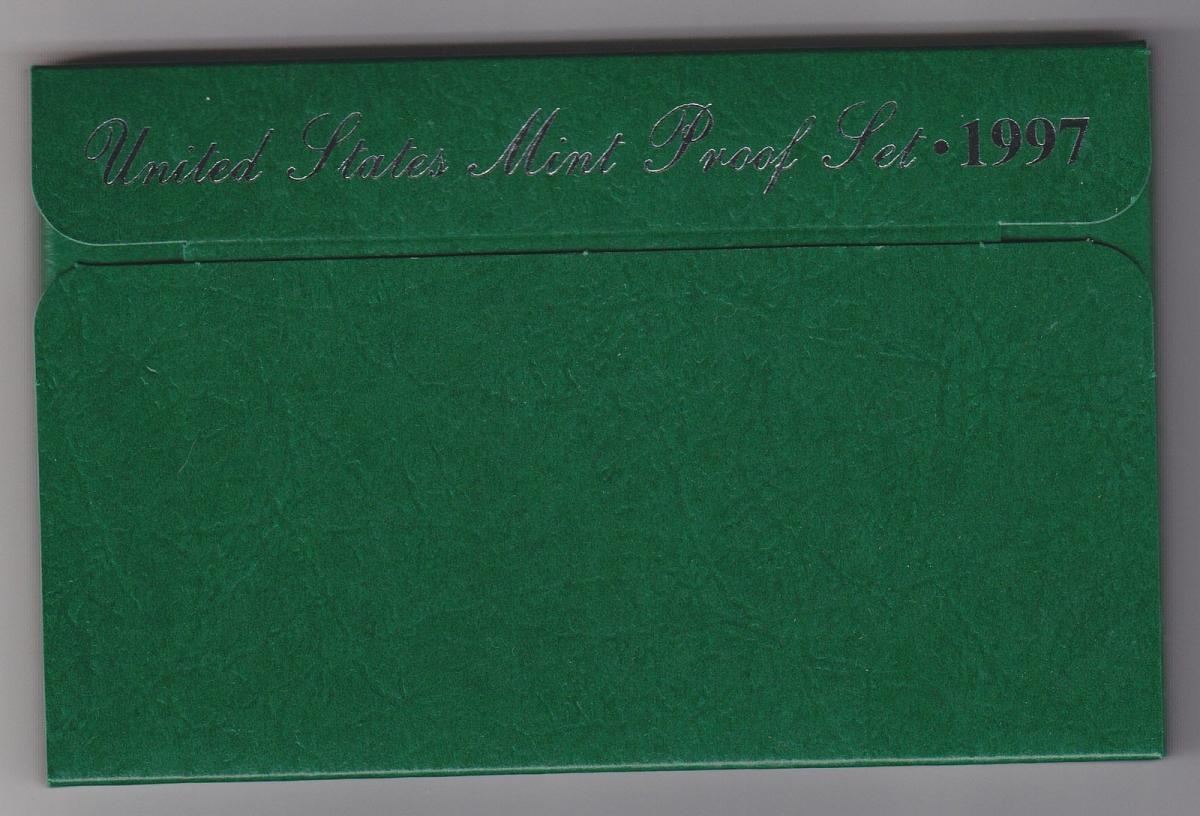 United States Mint Proof Set • 1997